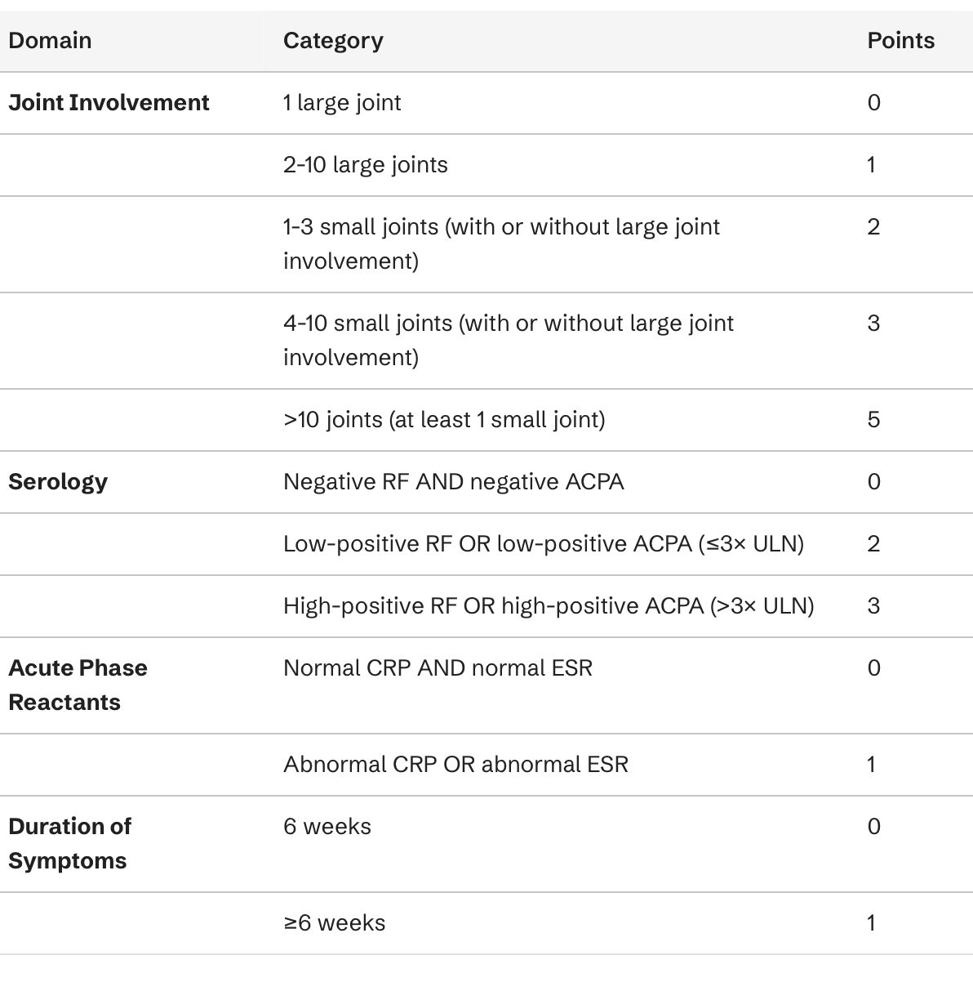 Domain Category Points
Joint Involvement 1 large joint 0
2-10 large joints 1
1-3 small joints (with or without large joint 2
involvement)
4-10 small joints (with or without large joint 3
involvement)
>10 joints (at least 1 small joint) 5
Serology Negative RF AND negative ACPA 0
Low-positive RF OR low-positive ACPA (≤3× ULN) 2
High-positive RF OR high-positive ACPA (>3× ULN) 3
Acute Phase Normal CRP AND normal ESR 0
Reactants
Abnormal CRP OR abnormal ESR 1
Duration of 6 weeks 0
Symptoms
≥6 weeks 1